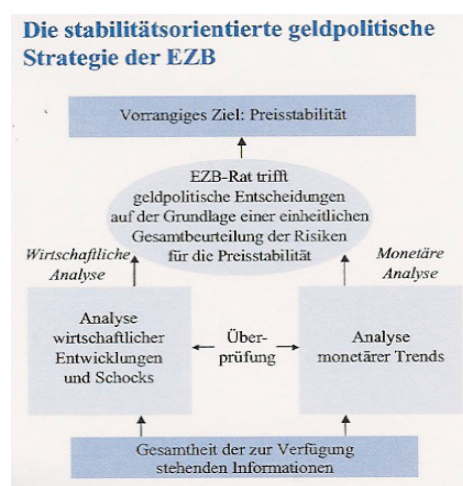 Die stabilitätsorientierte geldpolitische
Strategie der EZB
Vorrangiges Ziel: Preisstabilität
EZB-Rat trifft
geldpolitische Entscheidungen
auf der Grundlage einer einheitlichen
Gesamtbeurteilung der Risiken
für die Preisstabilität
Wirtschaftliche
Analyse
Monetäre
Analyse
Analyse
wirtschaftlicher
Entwicklungen
und Schocks
Über-
prüfung
Analyse
monetärer Trends
Gesamtheit der zur Verfügung
stehenden Informationen